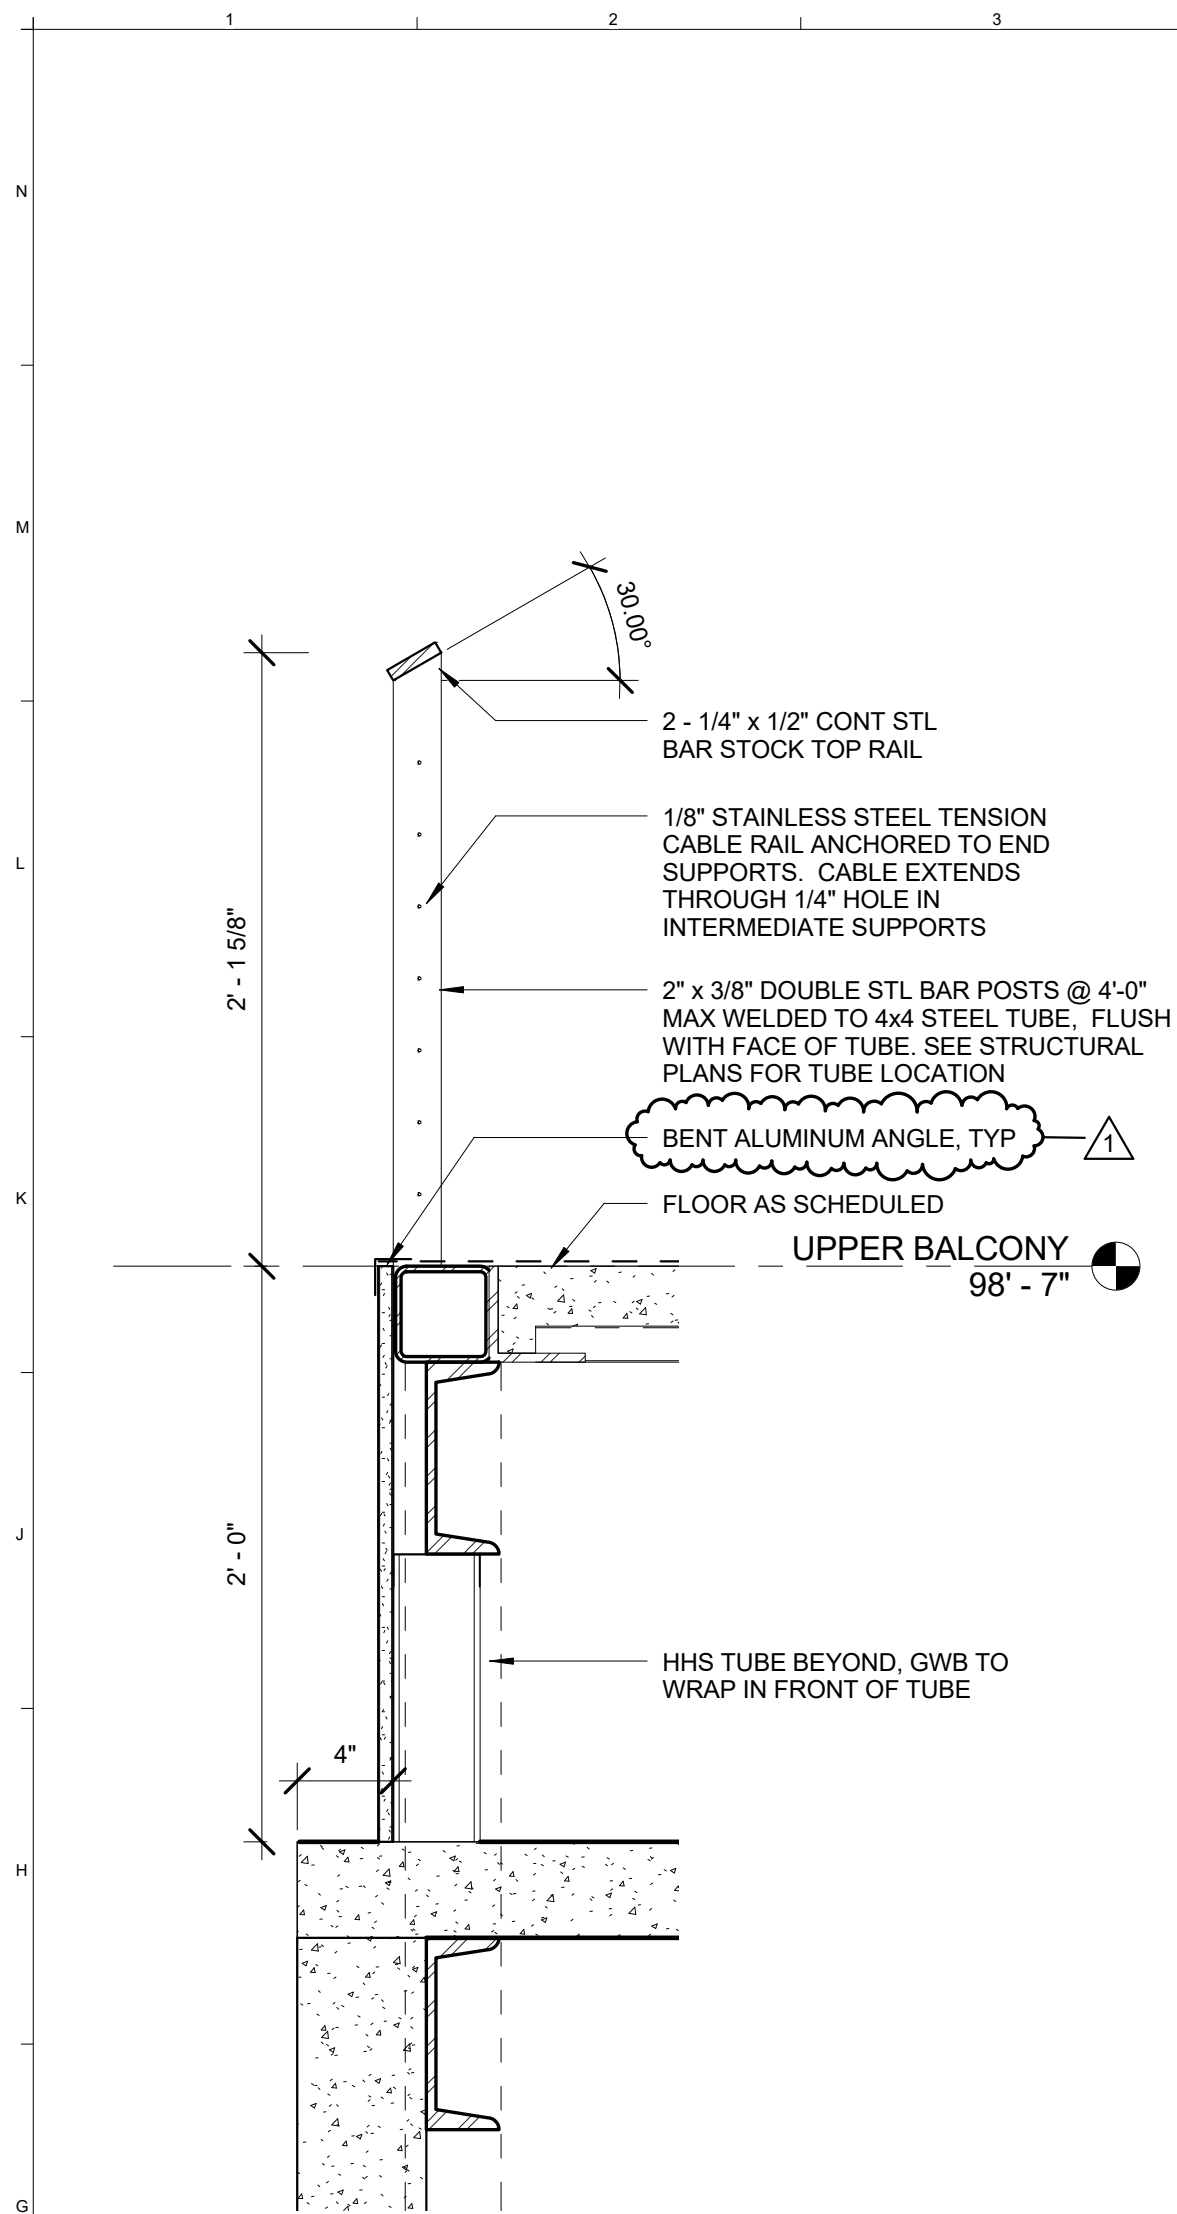 1 2 3
N
M
30.00°
2 - 1/4" x 1/2" CONT STL
BAR STOCK TOP RAIL
1/8" STAINLESS STEEL TENSION
CABLE RAIL ANCHORED TO END
SUPPORTS. CABLE EXTENDS
THROUGH 1/4" HOLE IN
INTERMEDIATE SUPPORTS
L
2' - 1 5/8"
2" x 3/8" DOUBLE STL BAR POSTS @ 4'-0"
MAX WELDED TO 4x4 STEEL TUBE, FLUSH
WITH FACE OF TUBE. SEE STRUCTURAL
PLANS FOR TUBE LOCATION
BENT ALUMINUM ANGLE, TYP
1
K
FLOOR AS SCHEDULED
UPPER BALCONY
98' - 7"
J
2' - 0"
HHS TUBE BEYOND, GWB TO
WRAP IN FRONT OF TUBE
4"
H
G